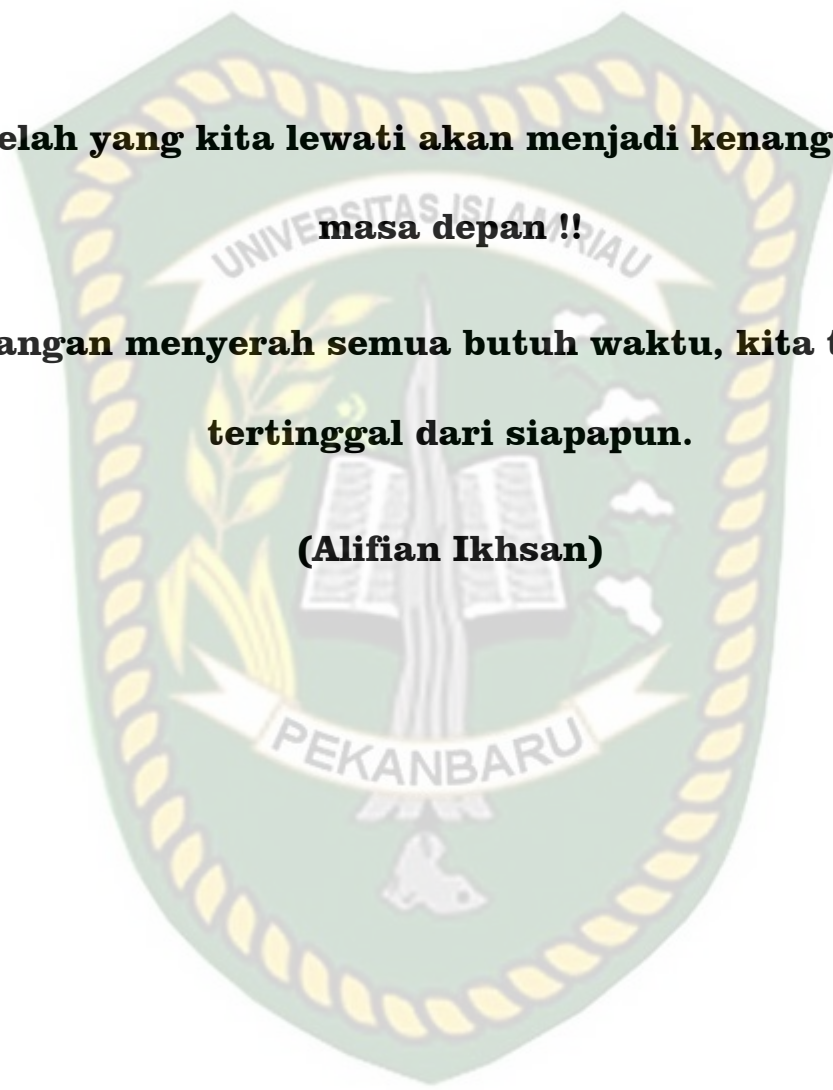 elah yang kita lewati akan menjadi kenang
UNIVERSITAS ISLAM RIAU
masa depan !!
angan menyerah semua butuh waktu, kita t
tertinggal dari siapapun.
(Alifian Ikhsan)
PEKANBARU